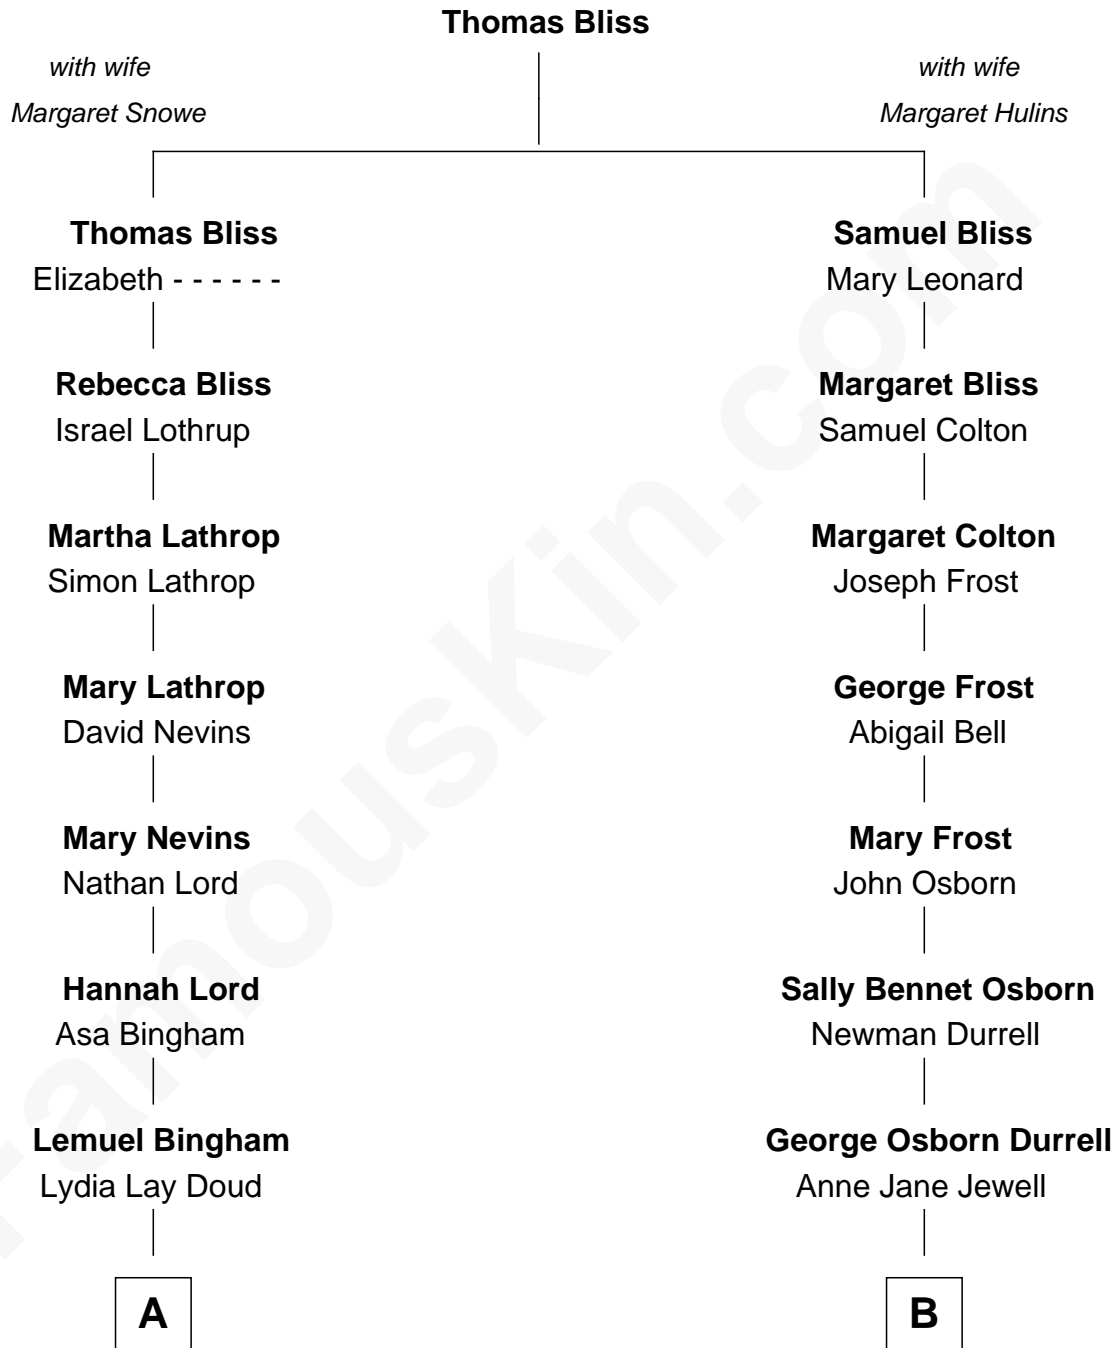 Thomas Bliss
with wife
Margaret Snowe
with wife
Margaret Hulins
Thomas Bliss
Elizabeth - - - - - -
Samuel Bliss
Mary Leonard
Rebecca Bliss
Israel Lothrup
Margaret Bliss
Samuel Colton
Martha Lathrop
Simon Lathrop
Margaret Colton
Joseph Frost
Mary Lathrop
David Nevins
George Frost
Abigail Bell
Mary Nevins
Nathan Lord
Mary Frost
John Osborn
Hannah Lord
Asa Bingham
Sally Bennet Osborn
Newman Durrell
Lemuel Bingham
Lydia Lay Doud
George Osborn Durrell
Anne Jane Jewell
A
B
FamousKin.com